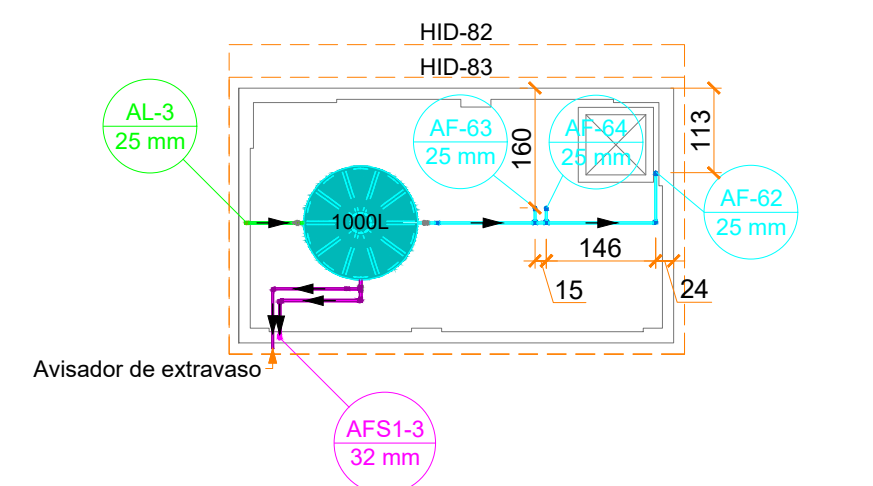 HID-82
HID-83
AL-3
25 mm
AF-63
25 mm
160
AF-64
25 mm
113
AF-62
25 mm
1000L
146
15
24
Avisador de extravaso
AFS1-3
32 mm